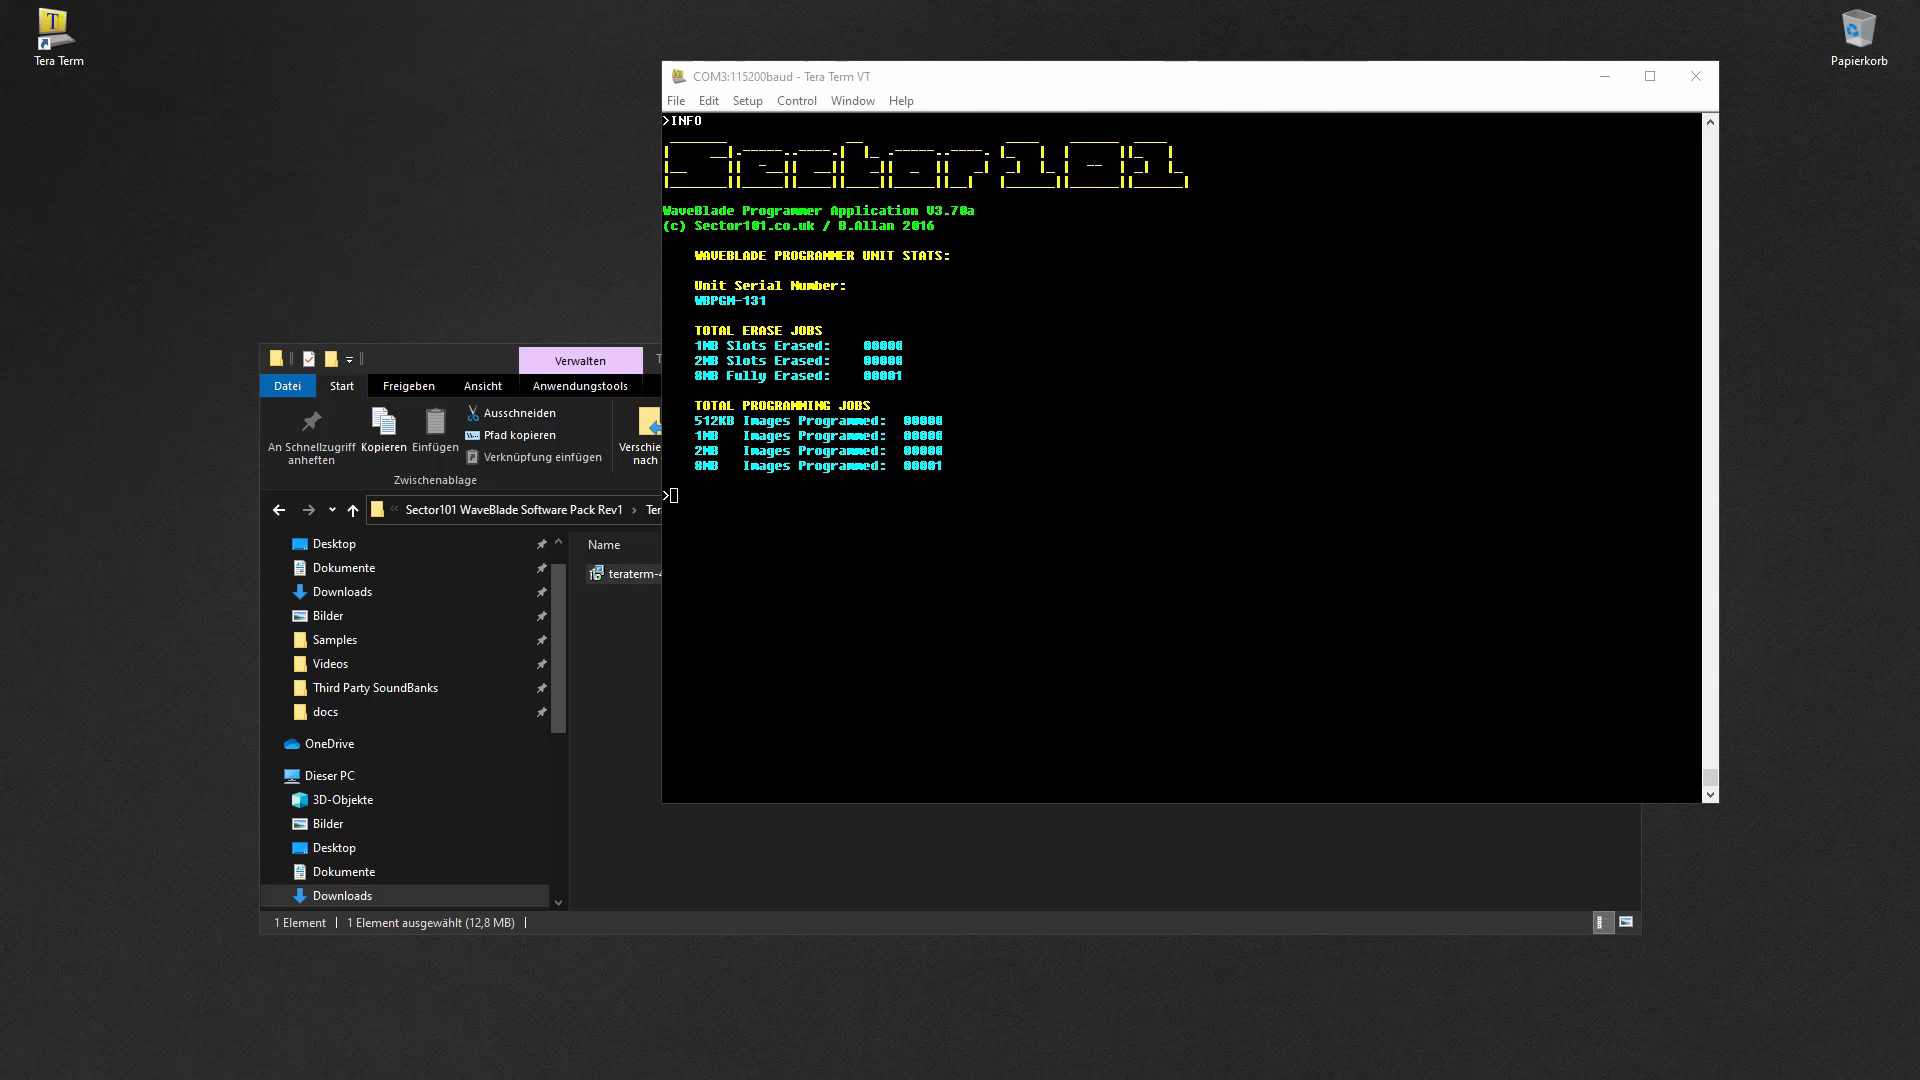 Tera Term
Papierkorb
COM3:115200baud - Tera Term VT
File Edit Setup Control Window Help
>INFO
Sector101
WaveBlade Programmer Application V3.70a
(c) Sector101.co.uk / B.Allan 2016
WAVEBLADE PROGRAMMER UNIT STATS:
Unit Serial Number:
WBPGM-131
TOTAL ERASE JOBS
1MB Slots Erased: 00000
2MB Slots Erased: 00000
8MB Fully Erased: 00001
TOTAL PROGRAMMING JOBS
512KB Images Programmed: 00000
1MB Images Programmed: 00000
2MB Images Programmed: 00000
8MB Images Programmed: 00001
>
Verwalten
Datei Start Freigeben Ansicht Anwendungstools
An Schnellzugriff anheften
Kopieren
Einfügen
Ausschneiden
Pfad kopieren
Verknüpfung einfügen
Verschie
nach
Zwischenablage
« Sector101 WaveBlade Software Pack Rev1 › Ter
Name
teraterm-4
Desktop
Dokumente
Downloads
Bilder
Samples
Videos
Third Party SoundBanks
docs
OneDrive
Dieser PC
3D-Objekte
Bilder
Desktop
Dokumente
Downloads
1 Element | 1 Element ausgewählt (12,8 MB) |